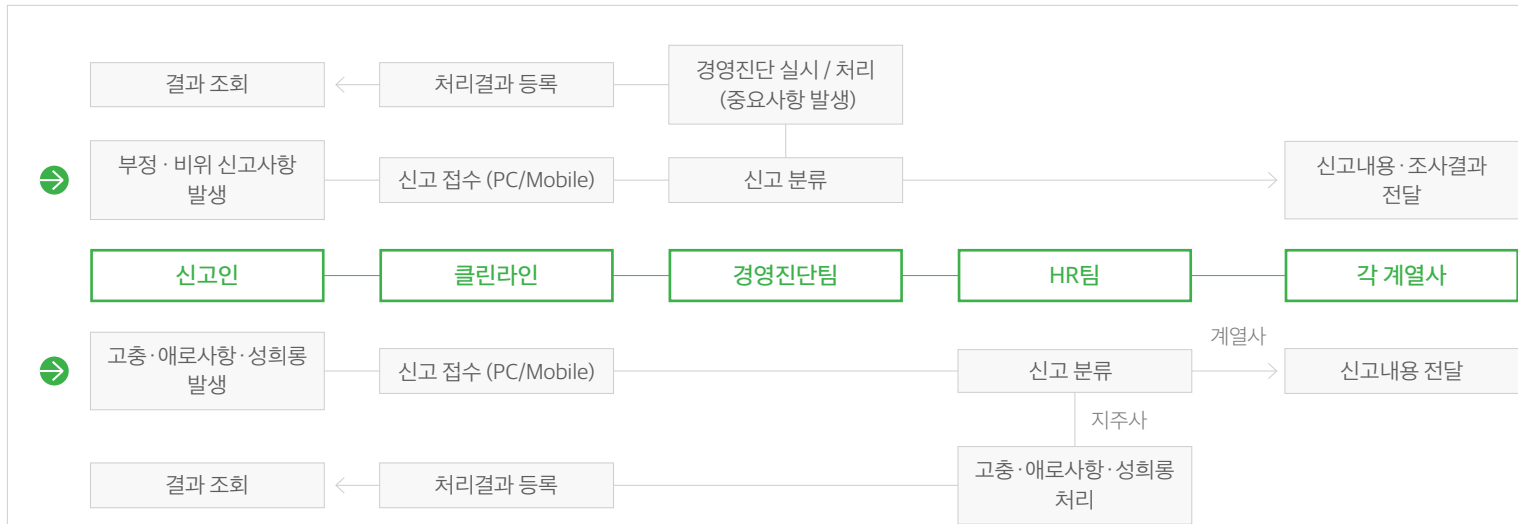 결과 조회
처리결과 등록
경영진단 실시 / 처리
(중요사항 발생)
부정 · 비위 신고사항
발생
신고 접수 (PC/Mobile)
신고 분류
신고내용 · 조사결과
전달
신고인
클린라인
경영진단팀
HR팀
각 계열사
고충 · 애로사항 · 성희롱
발생
신고 접수 (PC/Mobile)
신고 분류
계열사
신고내용 전달
지주사
결과 조회
처리결과 등록
고충 · 애로사항 · 성희롱
처리